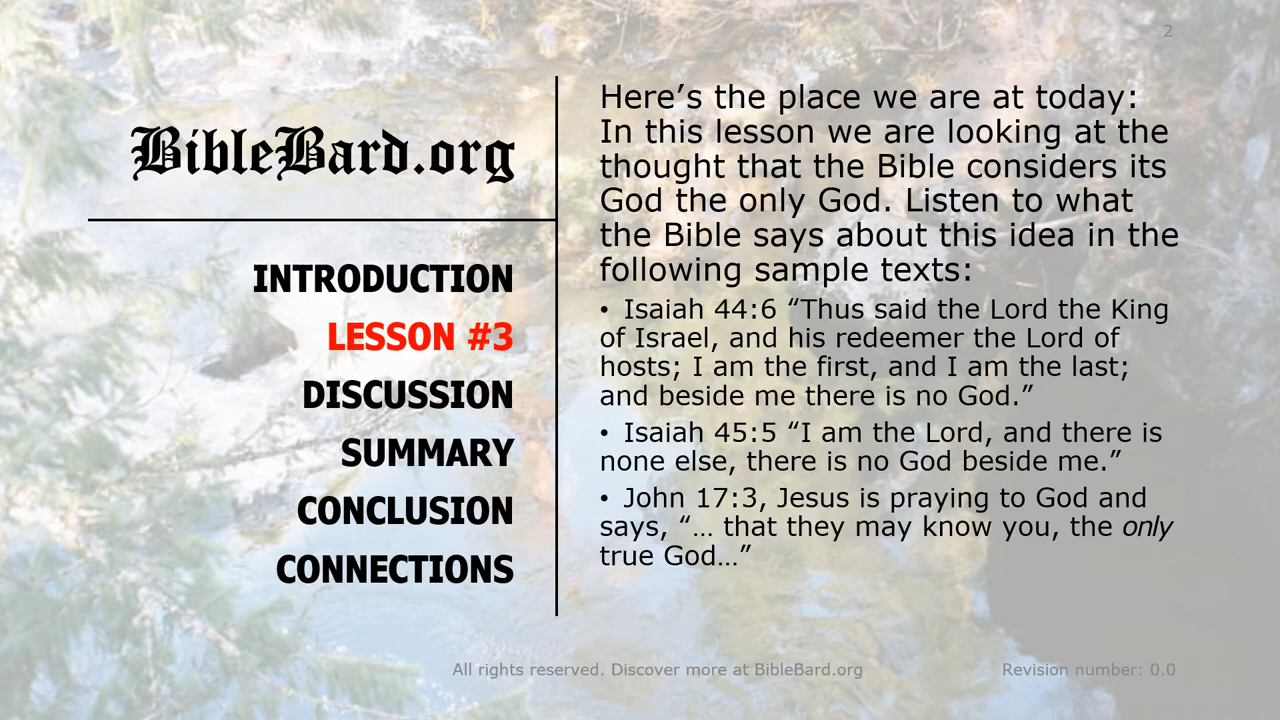 2
BibleBard.org
INTRODUCTION
LESSON #3
DISCUSSION
SUMMARY
CONCLUSION
CONNECTIONS
Here’s the place we are at today:
In this lesson we are looking at the
thought that the Bible considers its
God the only God. Listen to what
the Bible says about this idea in the
following sample texts:
• Isaiah 44:6 “Thus said the Lord the King
of Israel, and his redeemer the Lord of
hosts; I am the first, and I am the last;
and beside me there is no God.”
• Isaiah 45:5 “I am the Lord, and there is
none else, there is no God beside me.”
• John 17:3, Jesus is praying to God and
says, “… that they may know you, the only
true God…”
All rights reserved. Discover more at BibleBard.org
Revision number: 0.0